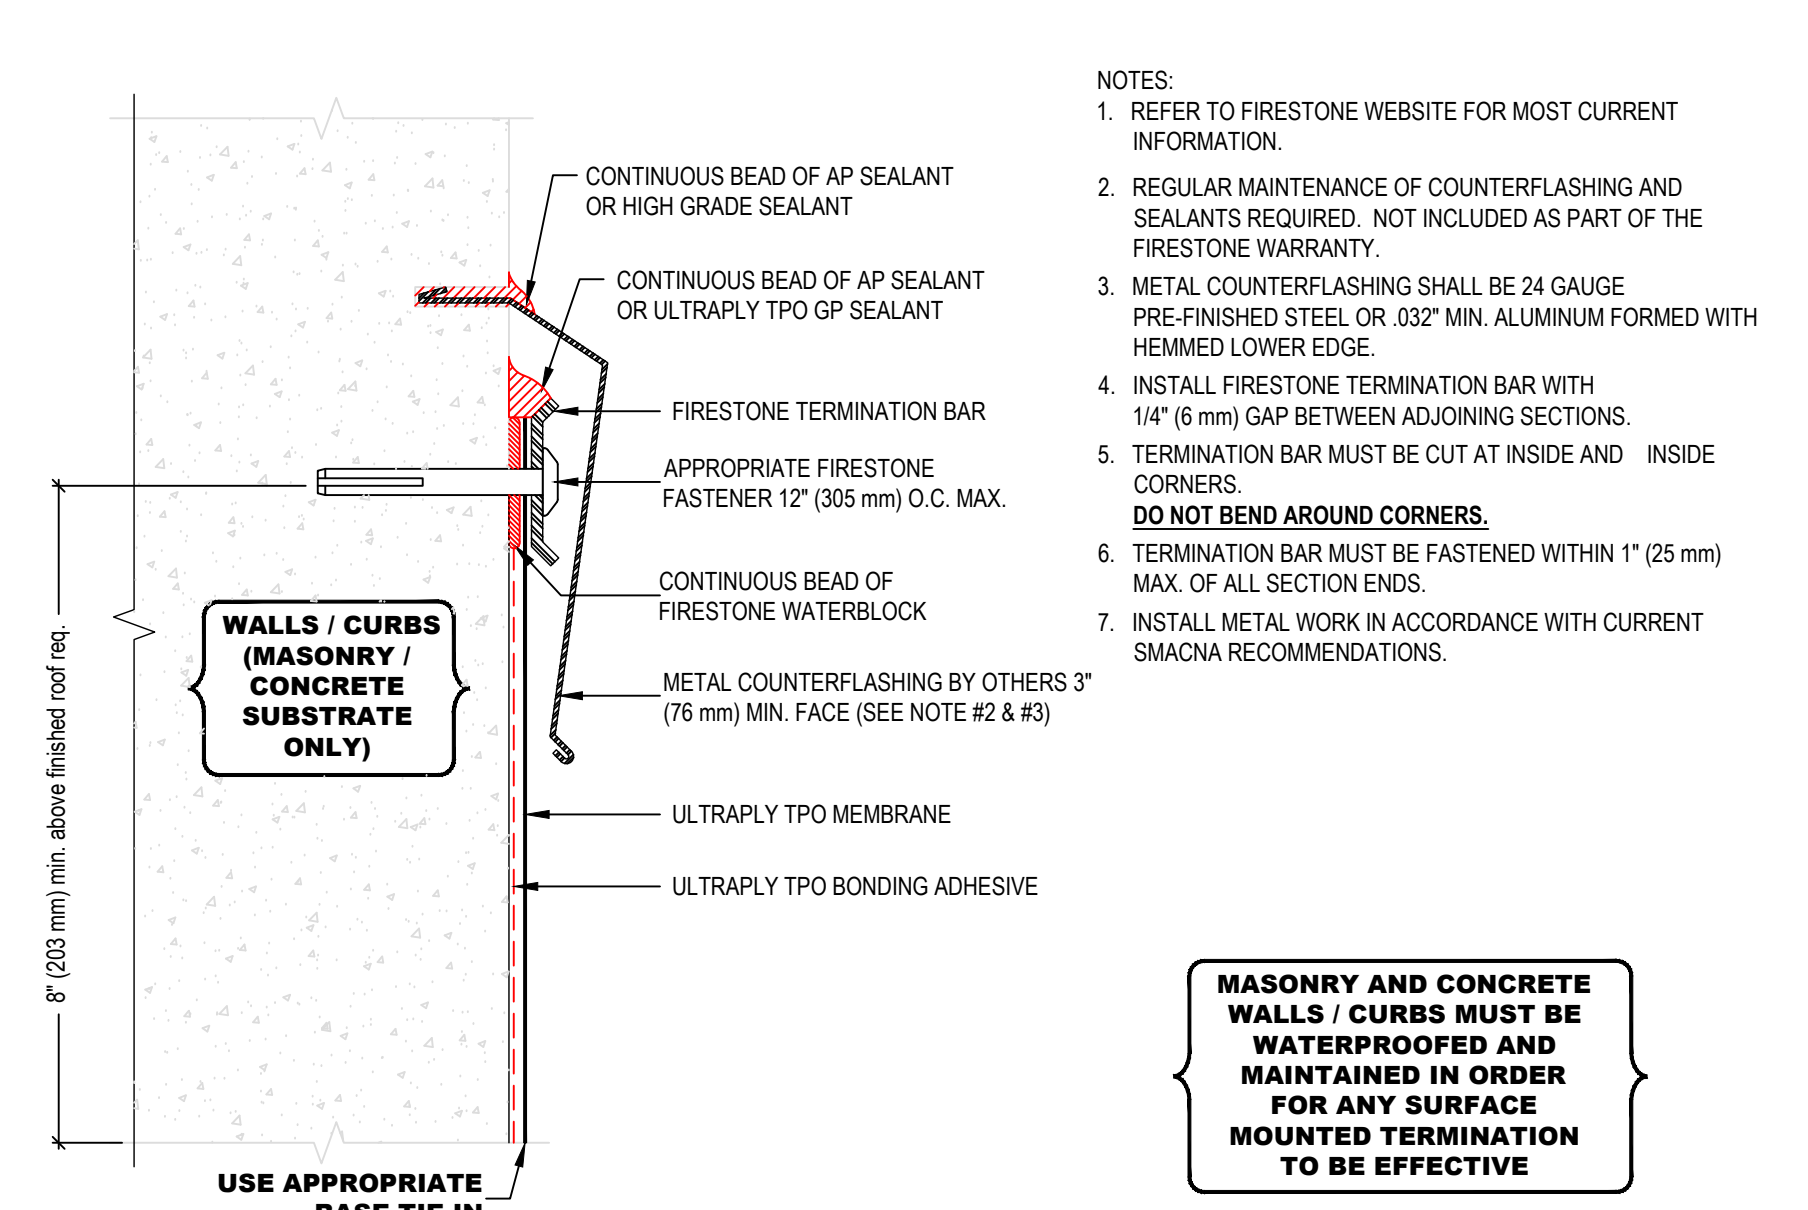 CONTINUOUS BEAD OF AP SEALANT
OR HIGH GRADE SEALANT
CONTINUOUS BEAD OF AP SEALANT
OR ULTRAPLY TPO GP SEALANT
FIRESTONE TERMINATION BAR
APPROPRIATE FIRESTONE
FASTENER 12" (305 mm) O.C. MAX.
CONTINUOUS BEAD OF
FIRESTONE WATERBLOCK
METAL COUNTERFLASHING BY OTHERS 3"
(76 mm) MIN. FACE (SEE NOTE #2 & #3)
ULTRAPLY TPO MEMBRANE
ULTRAPLY TPO BONDING ADHESIVE
8" (203 mm) min. above finished roof req.
WALLS / CURBS
(MASONRY /
CONCRETE
SUBSTRATE
ONLY)
USE APPROPRIATE
BASE TIE-IN
NOTES:
1. REFER TO FIRESTONE WEBSITE FOR MOST CURRENT
INFORMATION.
2. REGULAR MAINTENANCE OF COUNTERFLASHING AND
SEALANTS REQUIRED. NOT INCLUDED AS PART OF THE
FIRESTONE WARRANTY.
3. METAL COUNTERFLASHING SHALL BE 24 GAUGE
PRE-FINISHED STEEL OR .032" MIN. ALUMINUM FORMED WITH
HEMMED LOWER EDGE.
4. INSTALL FIRESTONE TERMINATION BAR WITH
1/4" (6 mm) GAP BETWEEN ADJOINING SECTIONS.
5. TERMINATION BAR MUST BE CUT AT INSIDE AND INSIDE
CORNERS.
DO NOT BEND AROUND CORNERS.
6. TERMINATION BAR MUST BE FASTENED WITHIN 1" (25 mm)
MAX. OF ALL SECTION ENDS.
7. INSTALL METAL WORK IN ACCORDANCE WITH CURRENT
SMACNA RECOMMENDATIONS.
MASONRY AND CONCRETE
WALLS / CURBS MUST BE
WATERPROOFED AND
MAINTAINED IN ORDER
FOR ANY SURFACE
MOUNTED TERMINATION
TO BE EFFECTIVE